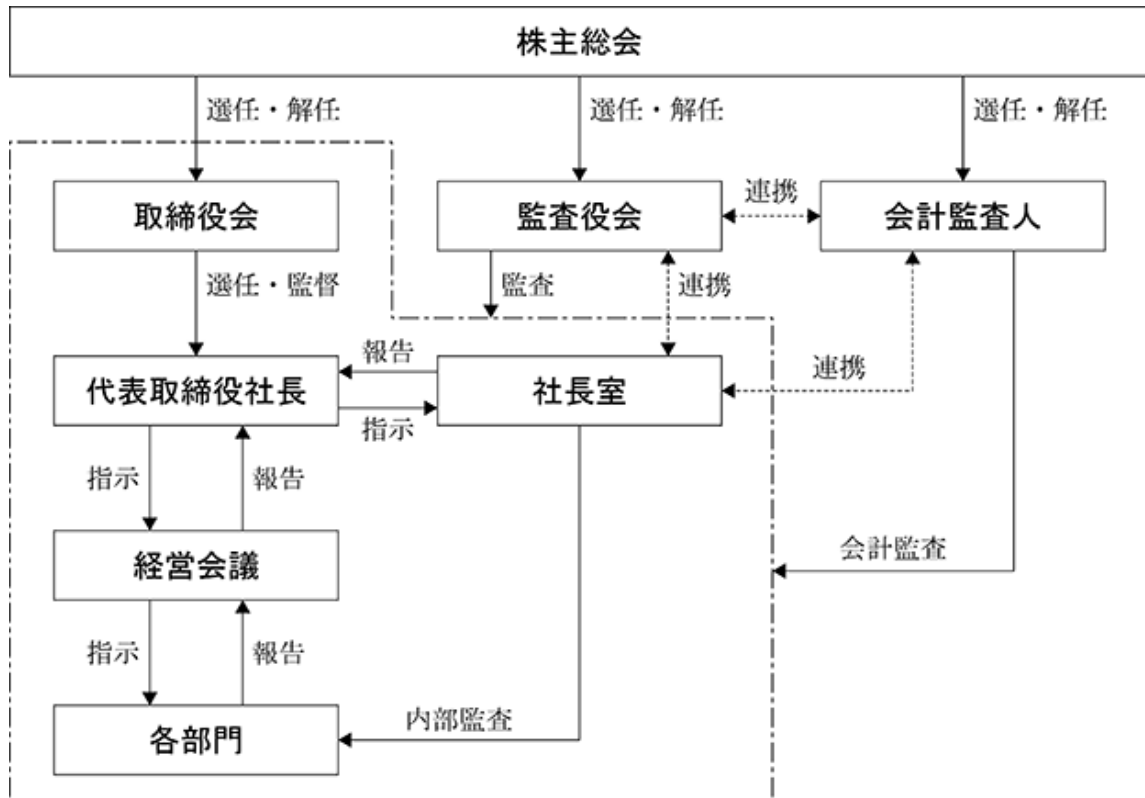 株主総会
選任・解任
選任・解任
選任・解任
取締役会
監査役会
連携
会計監査人
選任・監督
監査
連携
代表取締役社長
報告
指示
社長室
連携
指示
報告
経営会議
会計監査
指示
報告
各部門
内部監査